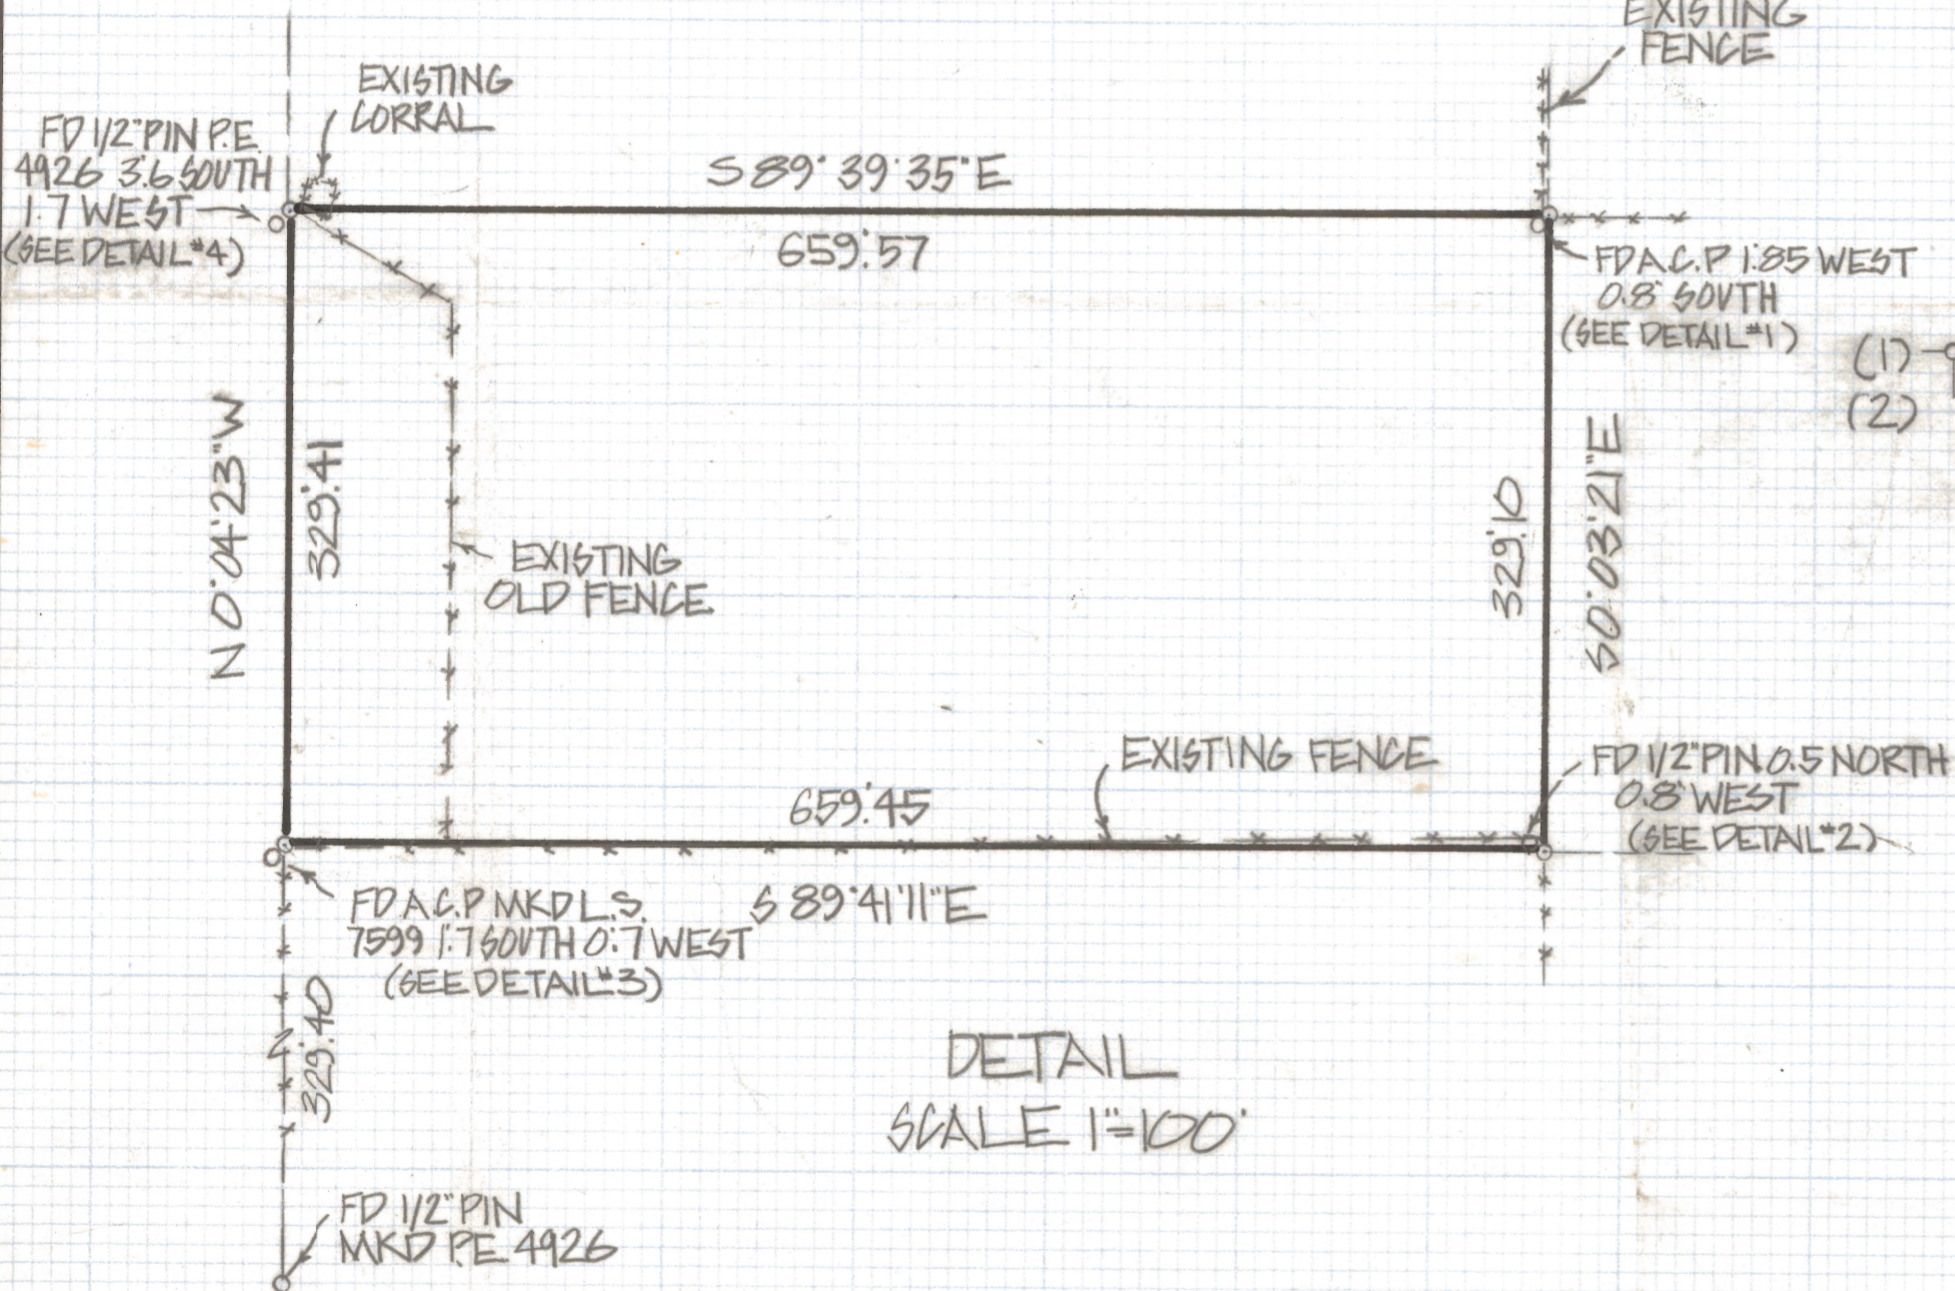 EXISTING
FENCE
EXISTING
CORRAL
FD 1/2" PIN P.E.
4926 3.'6 SOUTH
1.'7 WEST
(SEE DETAIL #4)
S 89° 39' 35" E
659.'57
FD A.C.P 1.'85 WEST
0.8' SOUTH
(SEE DETAIL #1)
(1)
(2)
N 0° 04' 23" W
329.'41
EXISTING
OLD FENCE
329.'10
S 0° 03' 21" E
EXISTING FENCE
659.'45
FD 1/2" PIN 0.5 NORTH
0.8' WEST
(SEE DETAIL #2)
S 89° 41' 11" E
FD A.C.P MKD L.S.
7599 1.'7 SOUTH 0.'7 WEST
(SEE DETAIL #3)
329.'40
DETAIL
SCALE 1"=100'
FD 1/2" PIN
MKD P.E. 4926